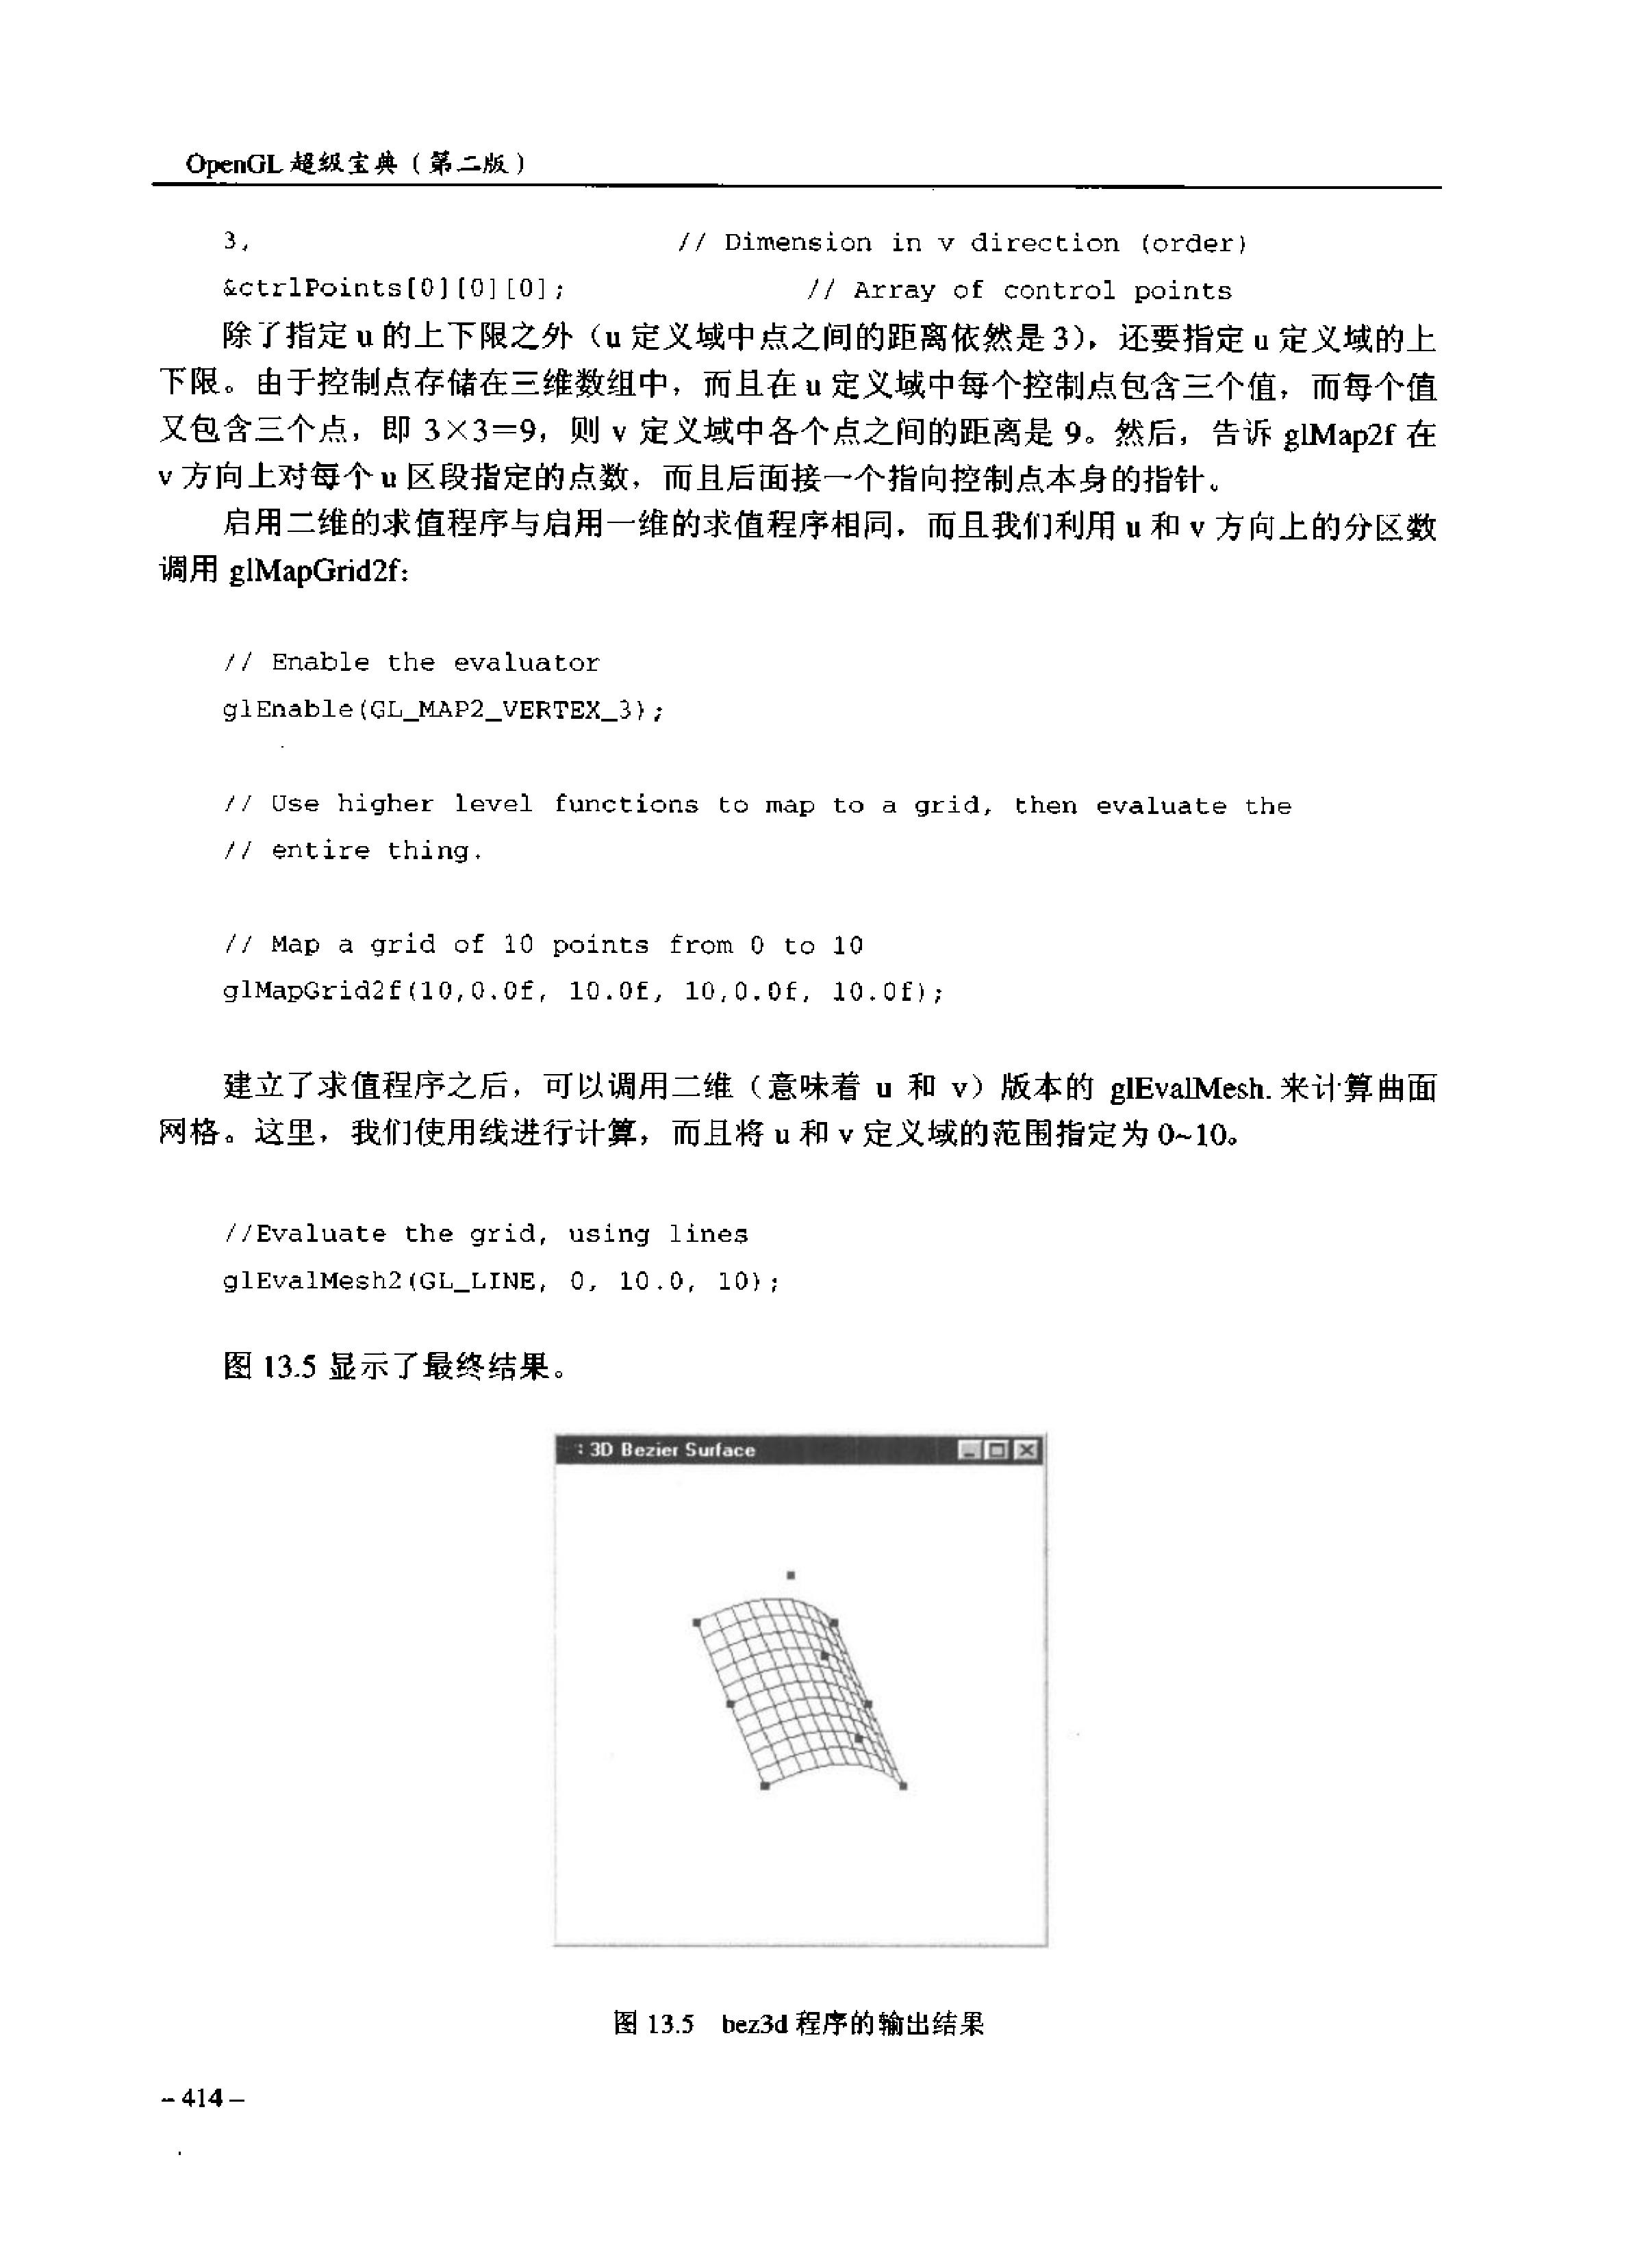 OpenGL 超级宝典（第二版）
3, // Dimension in v direction (order)
&ctrlPoints[0][0][0]; // Array of control points
除了指定 u 的上下限之外（u 定义域中点之间的距离依然是 3），还要指定 u 定义域的上
下限。由于控制点存储在三维数组中，而且在 u 定义域中每个控制点包含三个值，而每个值
又包含三个点，即 3×3＝9，则 v 定义域中各个点之间的距离是 9。然后，告诉 glMap2f 在
v 方向上对每个 u 区段指定的点数，而且后面接一个指向控制点本身的指针。
启用二维的求值程序与启用一维的求值程序相同，而且我们利用 u 和 v 方向上的分区数
调用 glMapGrid2f：
// Enable the evaluator
glEnable(GL_MAP2_VERTEX_3);
// Use higher level functions to map to a grid, then evaluate the
// entire thing.
// Map a grid of 10 points from 0 to 10
glMapGrid2f(10,0.0f, 10.0f, 10,0.0f, 10.0f);
建立了求值程序之后，可以调用二维（意味着 u 和 v）版本的 glEvalMesh.来计算曲面
网格。这里，我们使用线进行计算，而且将 u 和 v 定义域的范围指定为 0~10。
//Evaluate the grid, using lines
glEvalMesh2(GL_LINE, 0, 10.0, 10);
图 13.5 显示了最终结果。
3D Bezier Surface
图 13.5 bez3d 程序的输出结果
– 414 –